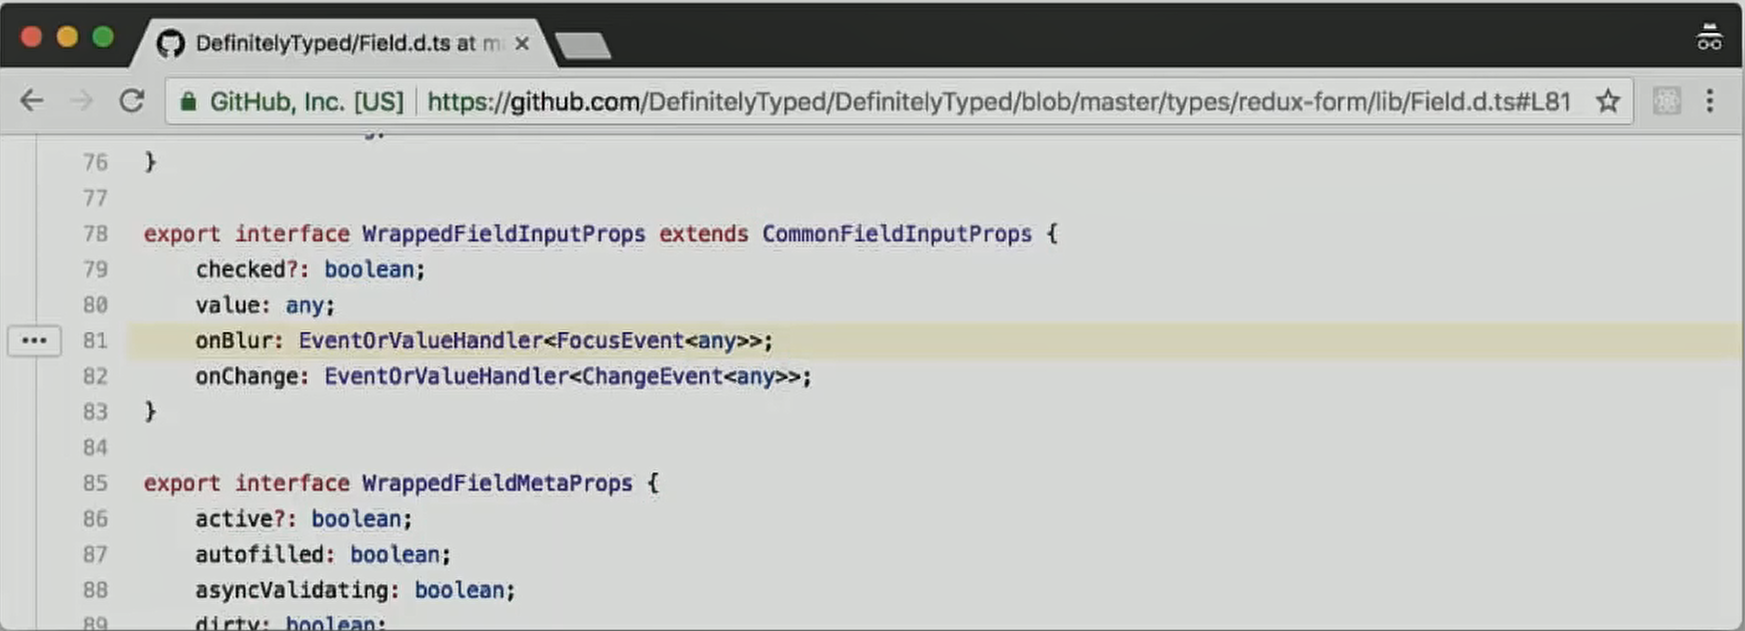 DefinitelyTyped/Field.d.ts at m
GitHub, Inc. [US] https://github.com/DefinitelyTyped/DefinitelyTyped/blob/master/types/redux-form/lib/Field.d.ts#L81
76 }
77
78 export interface WrappedFieldInputProps extends CommonFieldInputProps {
79 checked?: boolean;
80 value: any;
81 onBlur: EventOrValueHandler<FocusEvent<any>>;
82 onChange: EventOrValueHandler<ChangeEvent<any>>;
83 }
84
85 export interface WrappedFieldMetaProps {
86 active?: boolean;
87 autofilled: boolean;
88 asyncValidating: boolean;
89 dirty: boolean;